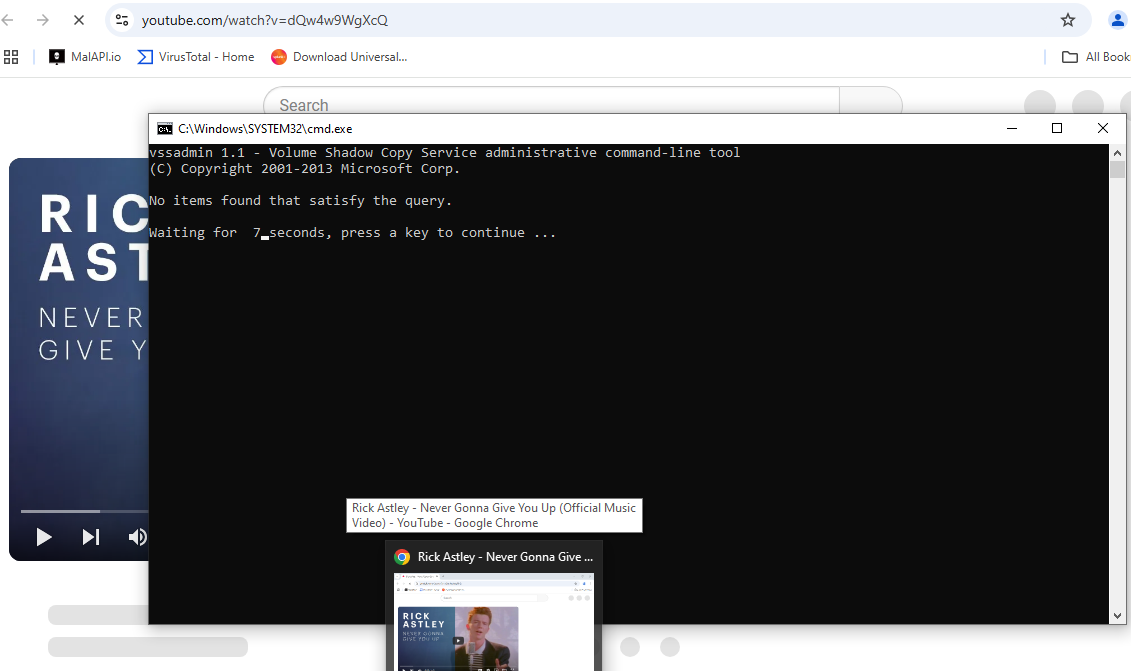 youtube.com/watch?v=dQw4w9WgXcQ
MalAPI.io
VirusTotal - Home
Download Universal...
All Book
Search
C:\Windows\SYSTEM32\cmd.exe
vssadmin 1.1 - Volume Shadow Copy Service administrative command-line tool
(C) Copyright 2001-2013 Microsoft Corp.
No items found that satisfy the query.
Waiting for  7 seconds, press a key to continue ...
RIC
AST
NEVER
GIVE Y
Rick Astley - Never Gonna Give You Up (Official Music
Video) - YouTube - Google Chrome
Rick Astley - Never Gonna Give ...
RICK
ASTLEY
NEVER GONNA
GIVE YOU UP